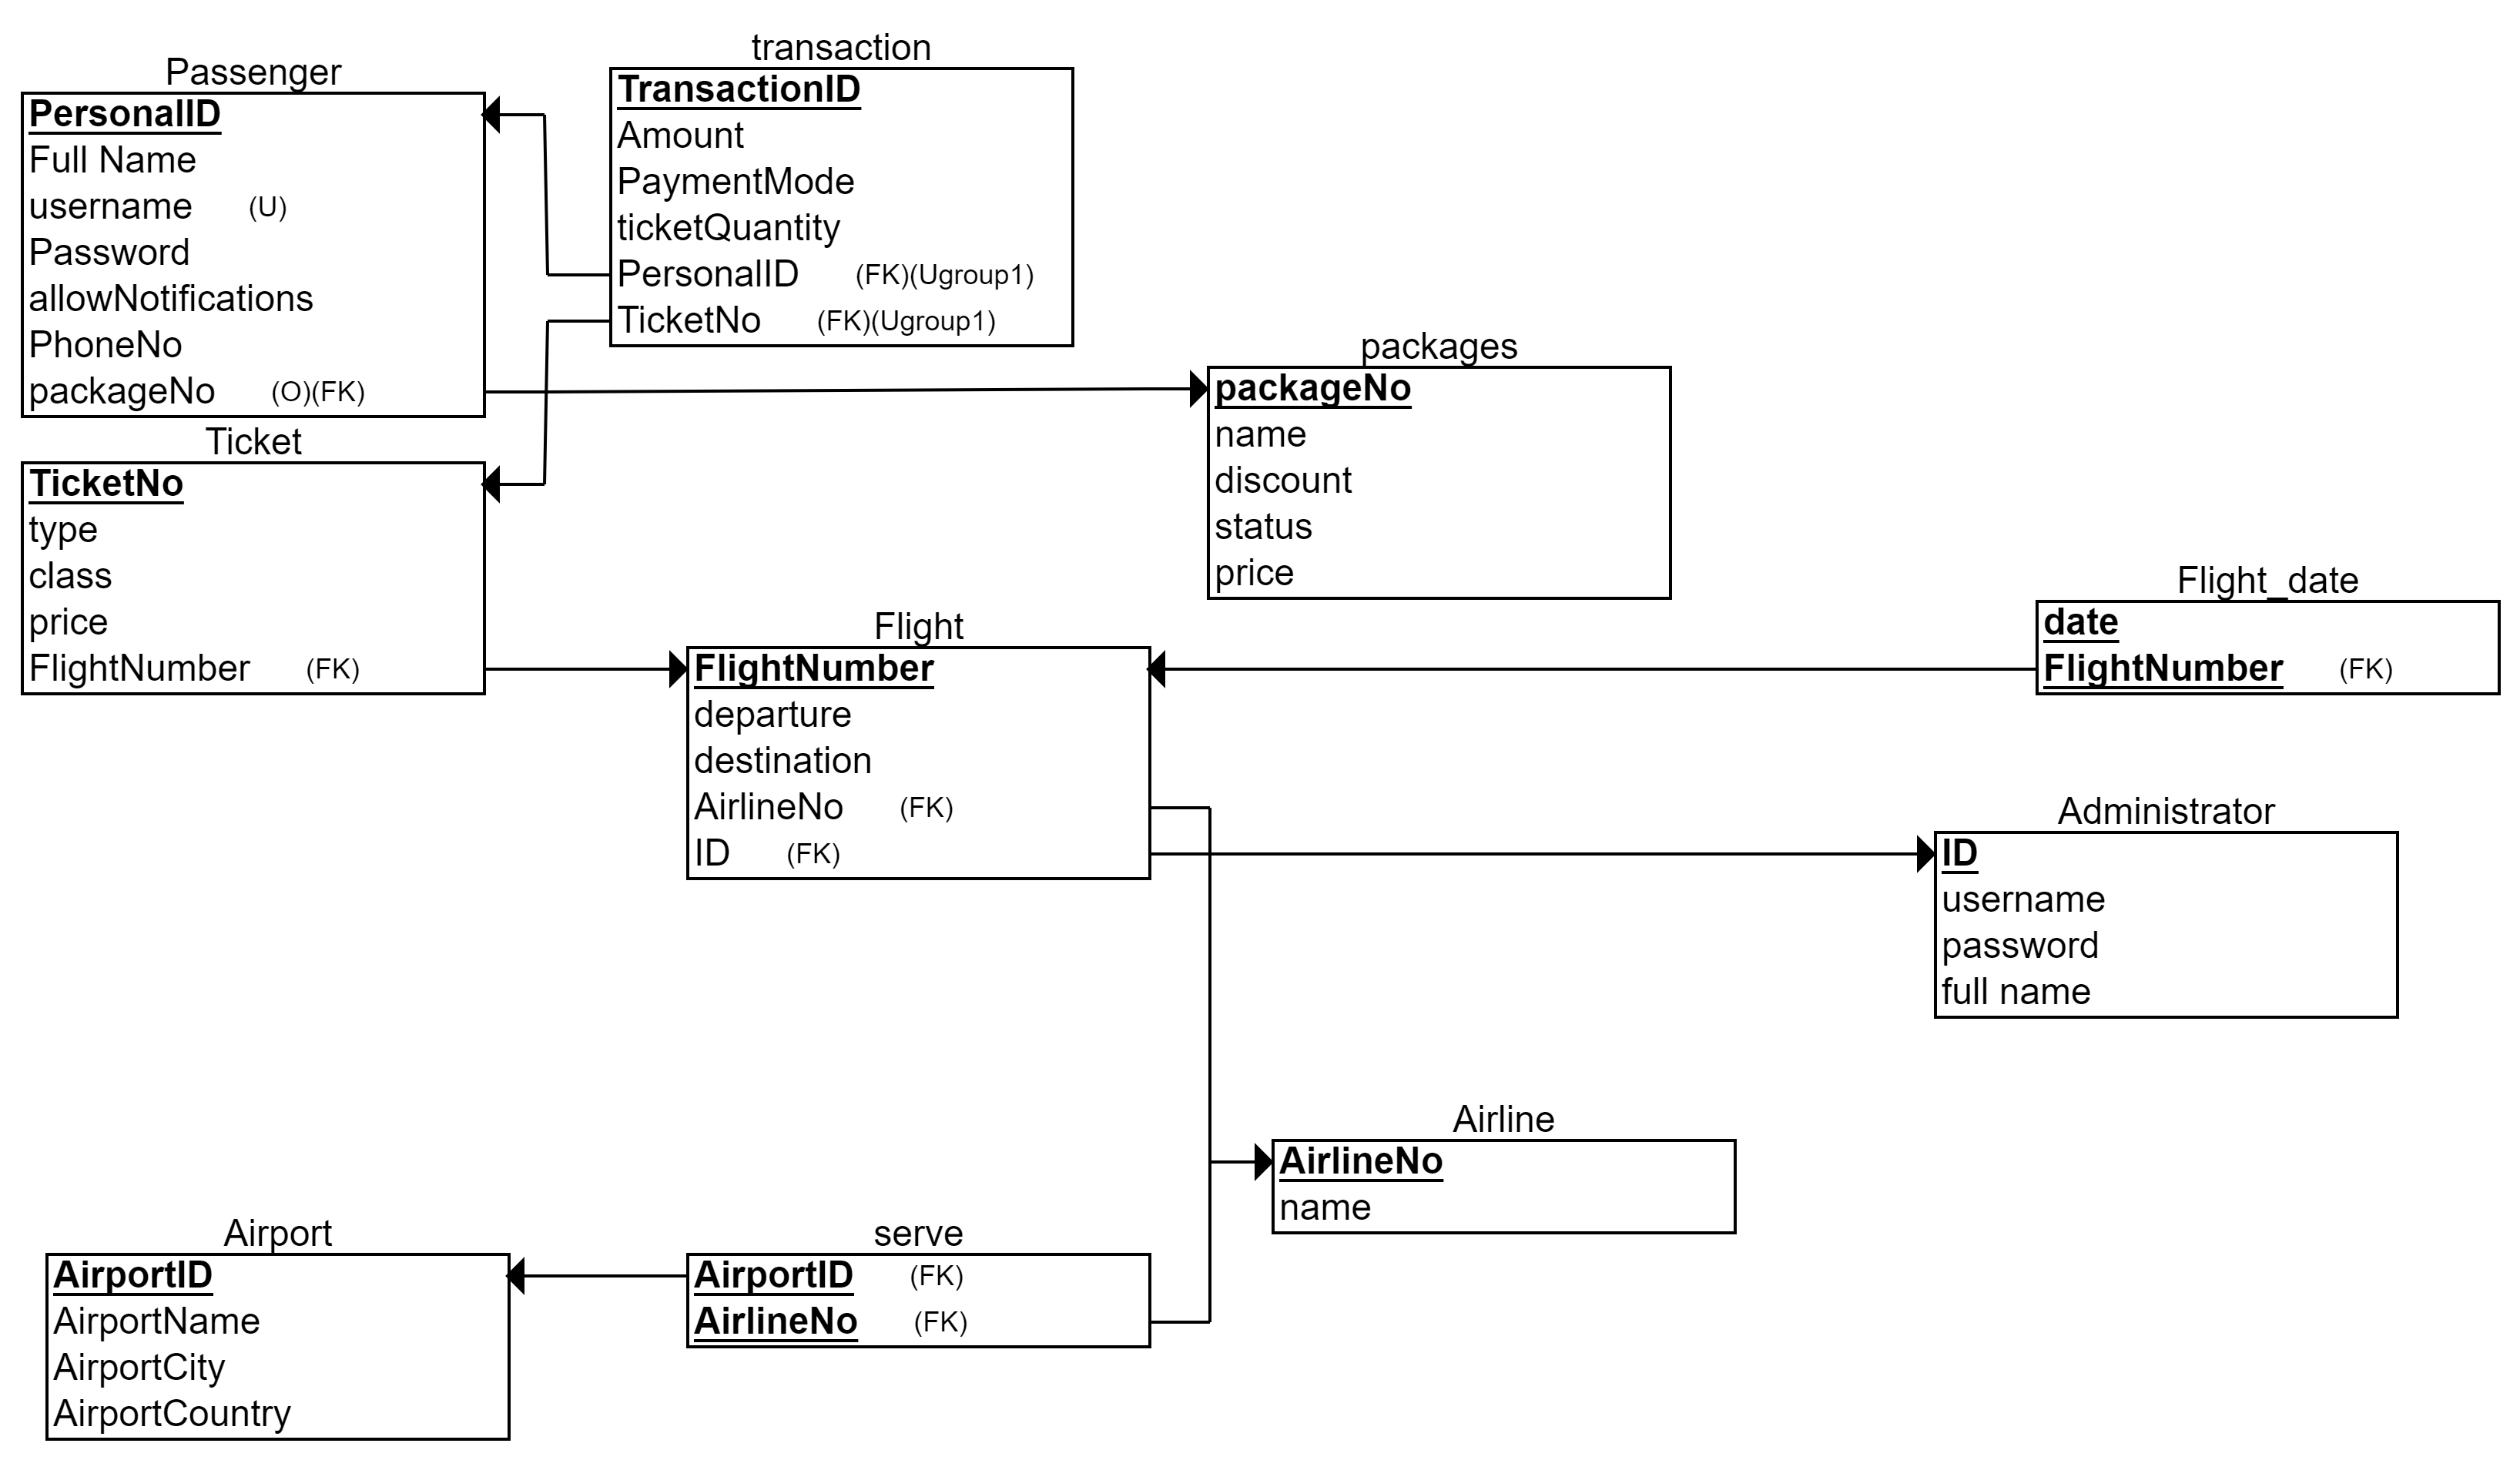 Passenger
PersonalID
Full Name
username (U)
Password
allowNotifications
PhoneNo
packageNo (O)(FK)
transaction
TransactionID
Amount
PaymentMode
ticketQuantity
PersonalID (FK)(Ugroup1)
TicketNo (FK)(Ugroup1)
packages
packageNo
name
discount
status
price
Ticket
TicketNo
type
class
price
FlightNumber (FK)
Flight
FlightNumber
departure
destination
AirlineNo (FK)
ID (FK)
Flight_date
date
FlightNumber (FK)
Administrator
ID
username
password
full name
Airline
AirlineNo
name
Airport
AirportID
AirportName
AirportCity
AirportCountry
serve
AirportID (FK)
AirlineNo (FK)